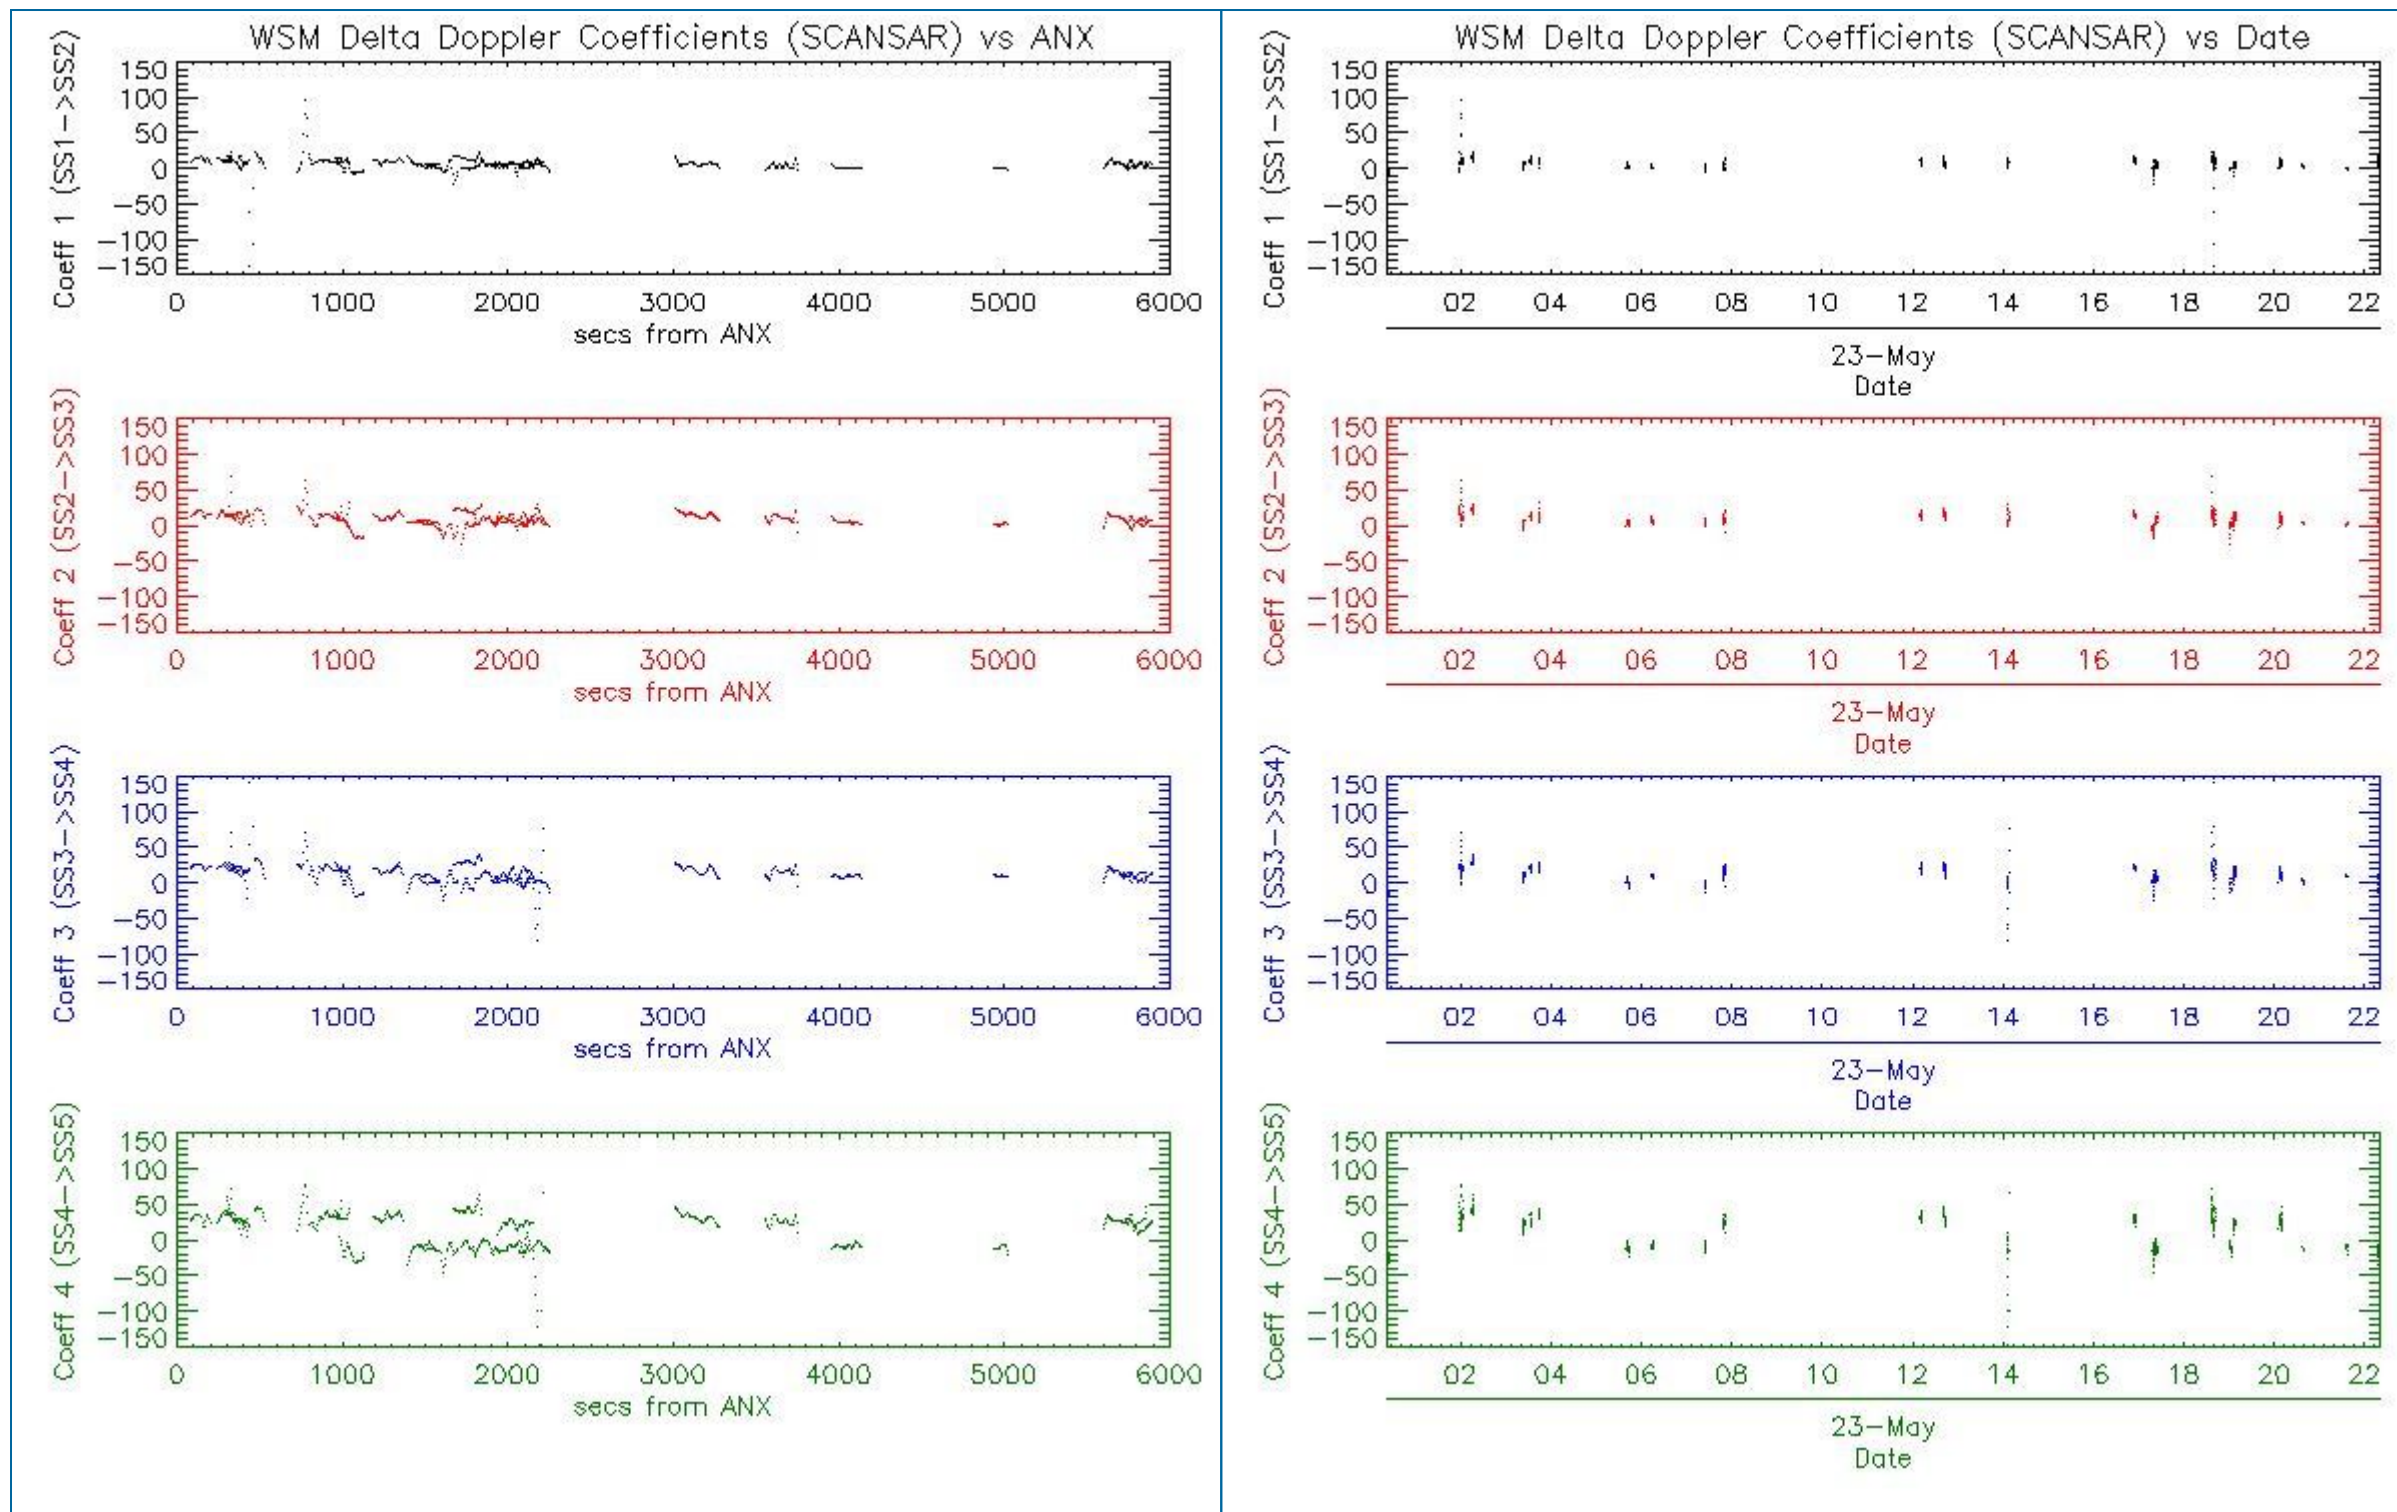 WSM Delta Doppler Coefficients (SCANSAR) vs ANX
Coeff 1 (SS1->SS2)
150
100
50
0
-50
-100
-150
0 1000 2000 3000 4000 5000 6000
secs from ANX
Coeff 2 (SS2->SS3)
150
100
50
0
-50
-100
-150
0 1000 2000 3000 4000 5000 6000
secs from ANX
Coeff 3 (SS3->SS4)
150
100
50
0
-50
-100
-150
0 1000 2000 3000 4000 5000 6000
secs from ANX
Coeff 4 (SS4->SS5)
150
100
50
0
-50
-100
-150
0 1000 2000 3000 4000 5000 6000
secs from ANX
WSM Delta Doppler Coefficients (SCANSAR) vs Date
Coeff 1 (SS1->SS2)
150
100
50
0
-50
-100
-150
02 04 06 08 10 12 14 16 18 20 22
23-May
Date
Coeff 2 (SS2->SS3)
150
100
50
0
-50
-100
-150
02 04 06 08 10 12 14 16 18 20 22
23-May
Date
Coeff 3 (SS3->SS4)
150
100
50
0
-50
-100
-150
02 04 06 08 10 12 14 16 18 20 22
23-May
Date
Coeff 4 (SS4->SS5)
150
100
50
0
-50
-100
-150
02 04 06 08 10 12 14 16 18 20 22
23-May
Date